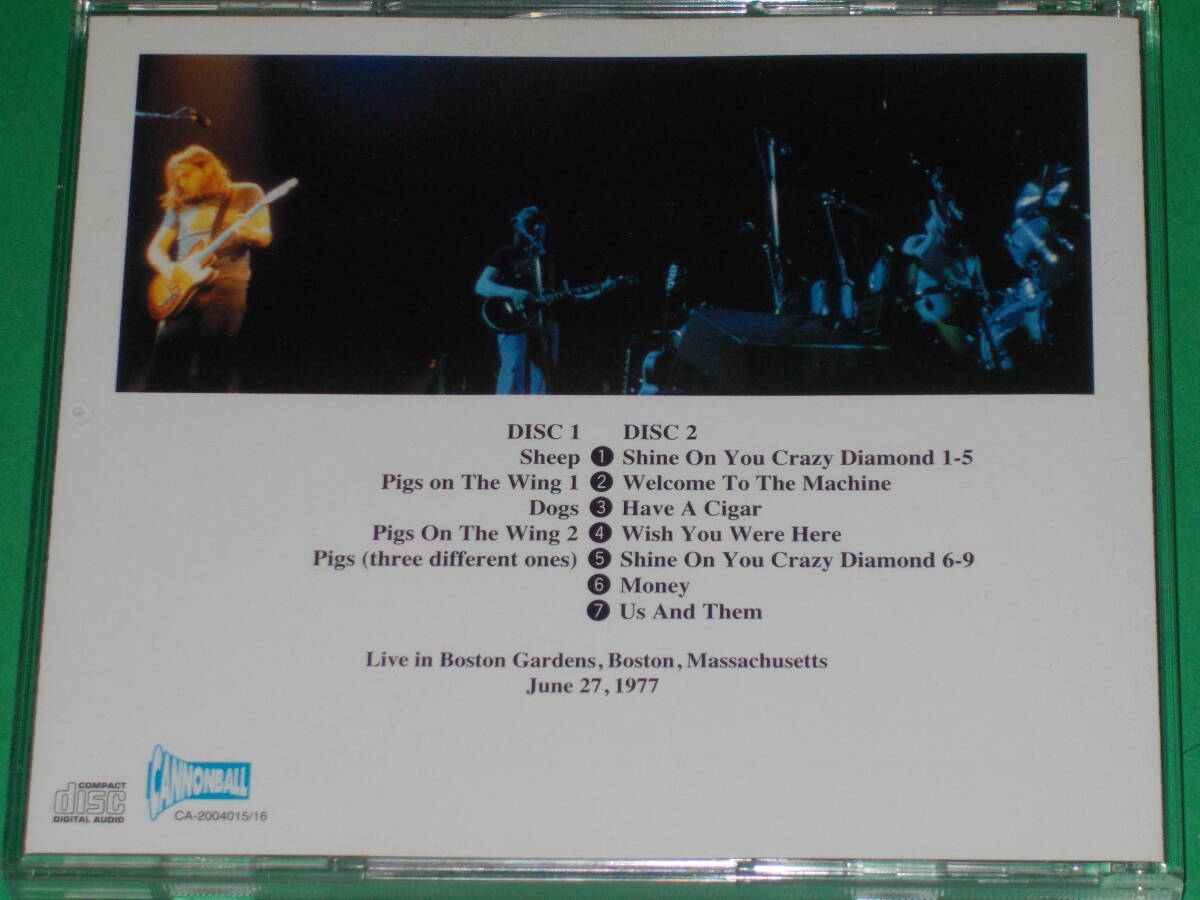 DISC 1 DISC 2
Sheep 1 Shine On You Crazy Diamond 1-5
Pigs on The Wing 1 2 Welcome To The Machine
Dogs 3 Have A Cigar
Pigs On The Wing 2 4 Wish You Were Here
Pigs (three different ones) 5 Shine On You Crazy Diamond 6-9
6 Money
7 Us And Them
Live in Boston Gardens, Boston, Massachusetts
June 27, 1977
COMPACT
disc
DIGITAL AUDIO
CANNONBALL
CA-2004015/16